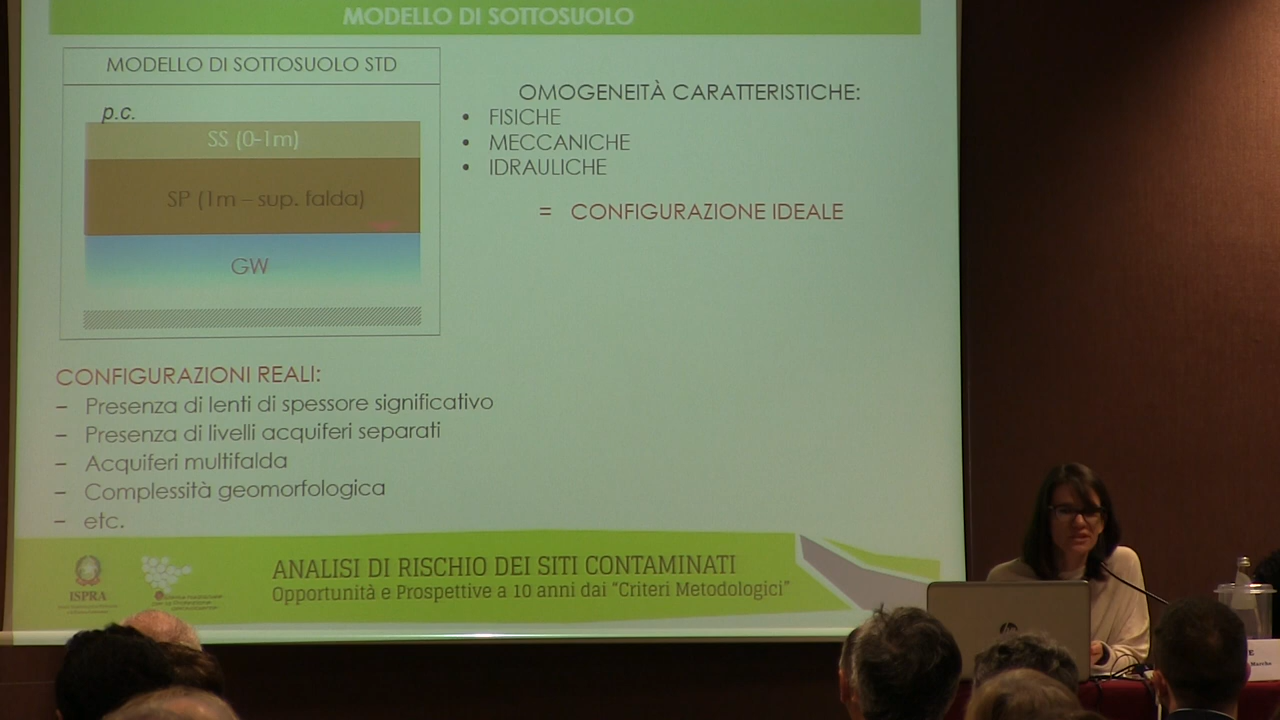 MODELLO DI SOTTOSUOLO
MODELLO DI SOTTOSUOLO STD
p.c.
SS (0-1m)
SP (1m – sup. falda)
GW
OMOGENEITÀ CARATTERISTICHE:
• FISICHE
• MECCANICHE
• IDRAULICHE
= CONFIGURAZIONE IDEALE
CONFIGURAZIONI REALI:
– Presenza di lenti di spessore significativo
– Presenza di livelli acquiferi separati
– Acquiferi multifalda
– Complessità geomorfologica
– etc.
ISPRA
ANALISI DI RISCHIO DEI SITI CONTAMINATI
Opportunità e Prospettive a 10 anni dai "Criteri Metodologici"
hp
Marche